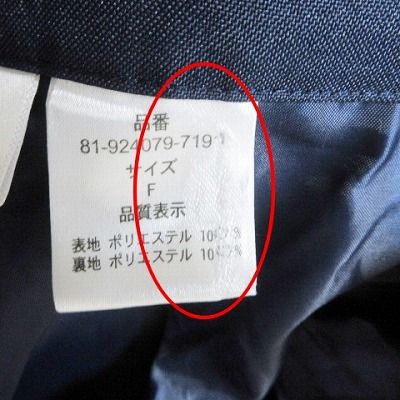 品番
81-924079-719
サイズ
F
品質表示
表地 ポリエステル
裏地 ポリエステル